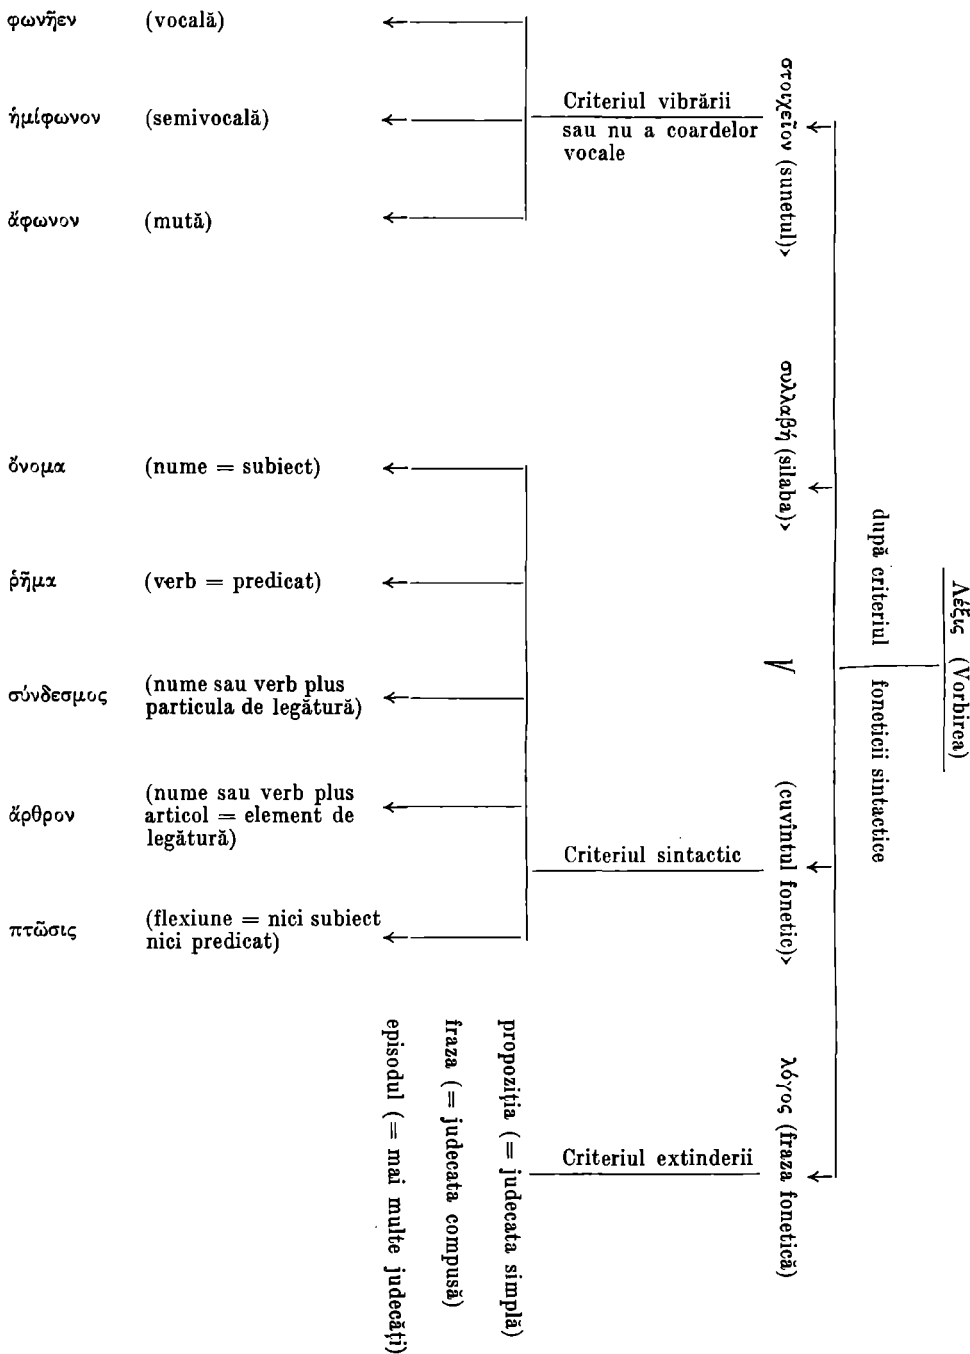 Λέξις (Vorbirea)
după criteriul foneticii sintactice
στοιχεῖον (sunetul)>
συλλαβή (silaba)>
(cuvîntul fonetic)>
λόγος (fraza fonetică)
Criteriul vibrării
sau nu a coardelor
vocale
φωνῆεν (vocală)
ἡμίφωνον (semivocală)
ἄφωνον (mută)
Criteriul sintactic
ὄνομα (nume = subiect)
ῥῆμα (verb = predicat)
σύνδεσμος (nume sau verb plus
particula de legătură)
ἄρθρον (nume sau verb plus
articol = element de
legătură)
πτῶσις (flexiune = nici subiect
nici predicat)
Criteriul extinderii
propoziția (= judecata simplă)
fraza (= judecata compusă)
episodul (= mai multe judecăți)